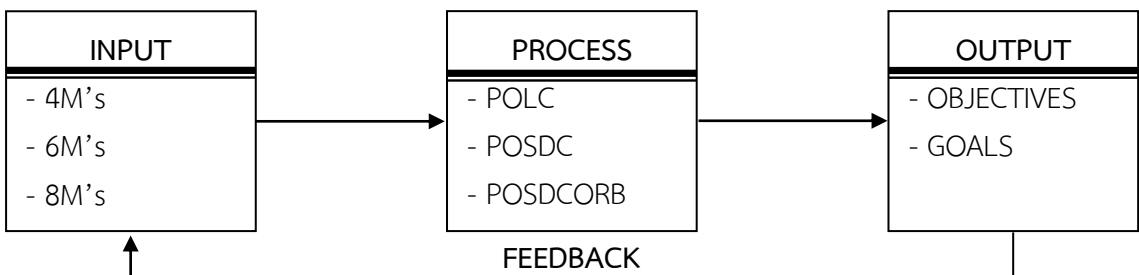 INPUT
- 4M's
- 6M's
- 8M's
PROCESS
- POLC
- POSDC
- POSDCORB
OUTPUT
- OBJECTIVES
- GOALS
FEEDBACK